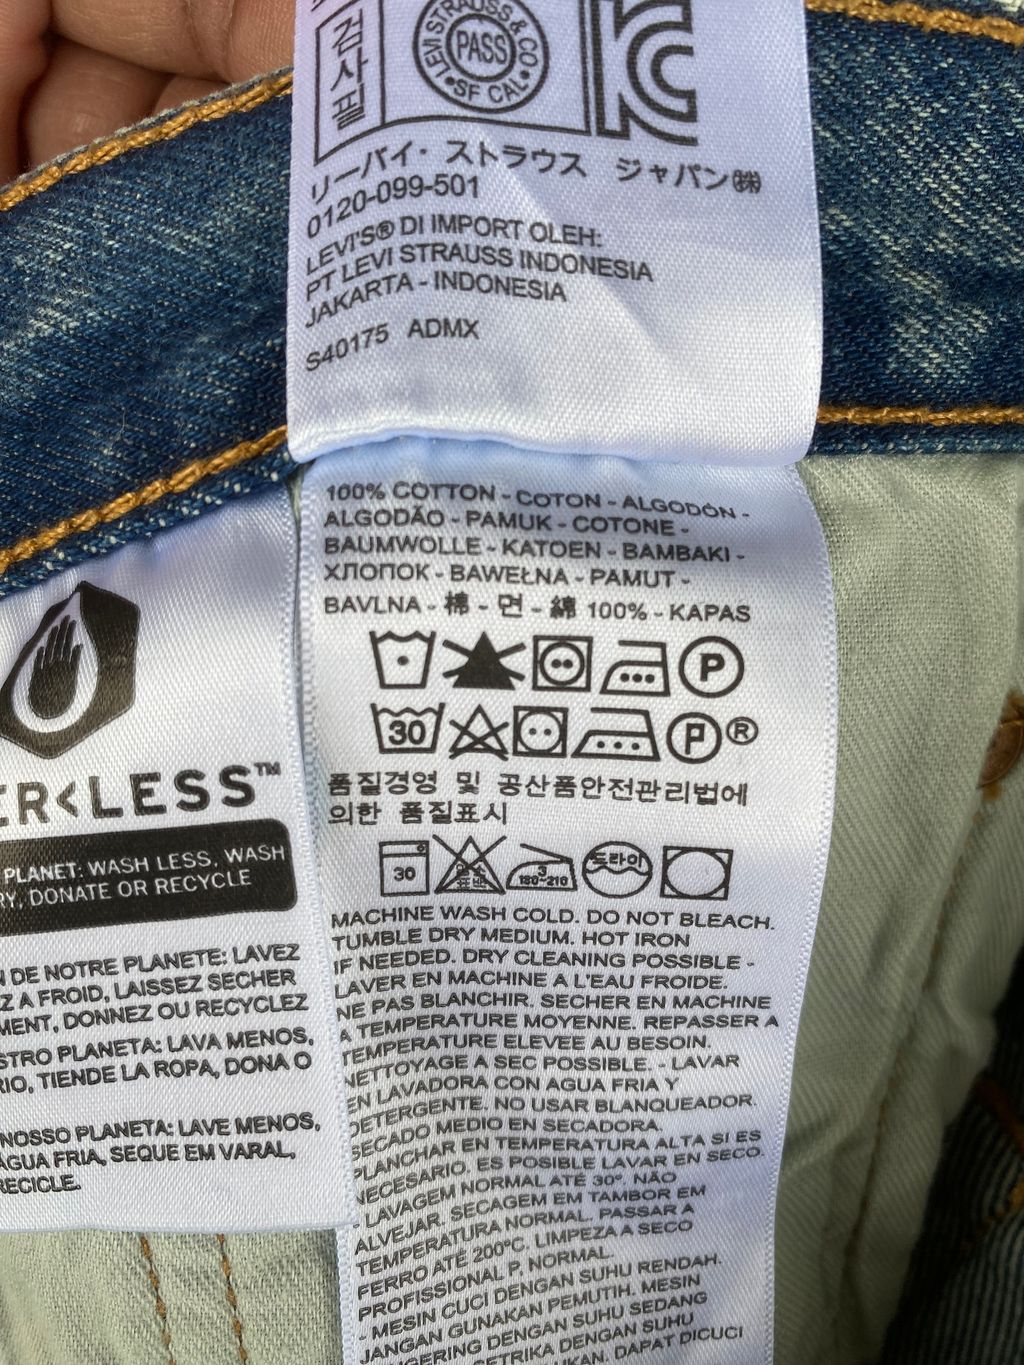 검사필
LEVI STRAUSS & CO
PASS
SF CAL
KC
リーバイ・ストラウス ジャパン㈱
0120-099-501
LEVI'S® DI IMPORT OLEH:
PT LEVI STRAUSS INDONESIA
JAKARTA - INDONESIA
S40175 ADMX
100% COTTON - COTON - ALGODÓN -
ALGODÃO - PAMUK - COTONE -
BAUMWOLLE - KATOEN - BAMBAKI -
ХЛОПОК - BAWEŁNA - PAMUT -
BAVLNA - 棉 - 면 - 綿 100% - KAPAS
P
30 P ®
품질경영 및 공산품안전관리법에
의한 품질표시
30 3 180~210 드라이
MACHINE WASH COLD. DO NOT BLEACH.
TUMBLE DRY MEDIUM. HOT IRON
IF NEEDED. DRY CLEANING POSSIBLE -
LAVER EN MACHINE A L'EAU FROIDE.
NE PAS BLANCHIR. SECHER EN MACHINE
A TEMPERATURE MOYENNE. REPASSER A
TEMPERATURE ELEVEE AU BESOIN.
NETTOYAGE A SEC POSSIBLE. - LAVAR
EN LAVADORA CON AGUA FRIA Y
DETERGENTE. NO USAR BLANQUEADOR.
SECADO MEDIO EN SECADORA.
PLANCHAR EN TEMPERATURA ALTA SI ES
NECESARIO. ES POSIBLE LAVAR EN SECO.
LAVAGEM NORMAL ATÉ 30º. NÃO
ALVEJAR. SECAGEM EM TAMBOR EM
TEMPERATURA NORMAL. PASSAR A
FERRO ATÉ 200ºC. LIMPEZA A SECO
PROFISSIONAL P, NORMAL.
- MESIN CUCI DENGAN SUHU RENDAH.
JANGAN GUNAKAN PEMUTIH. MESIN
DENGAN SUHU SEDANG
DENGAN SUHU
DAPAT DICUCI
ER<LESS™
PLANET: WASH LESS, WASH
RY, DONATE OR RECYCLE
N DE NOTRE PLANETE: LAVEZ
Z A FROID, LAISSEZ SECHER
MENT, DONNEZ OU RECYCLEZ
STRO PLANETA: LAVA MENOS,
RIO, TIENDE LA ROPA, DONA O
NOSSO PLANETA: LAVE MENOS,
ÁGUA FRIA, SEQUE EM VARAL,
RECICLE.